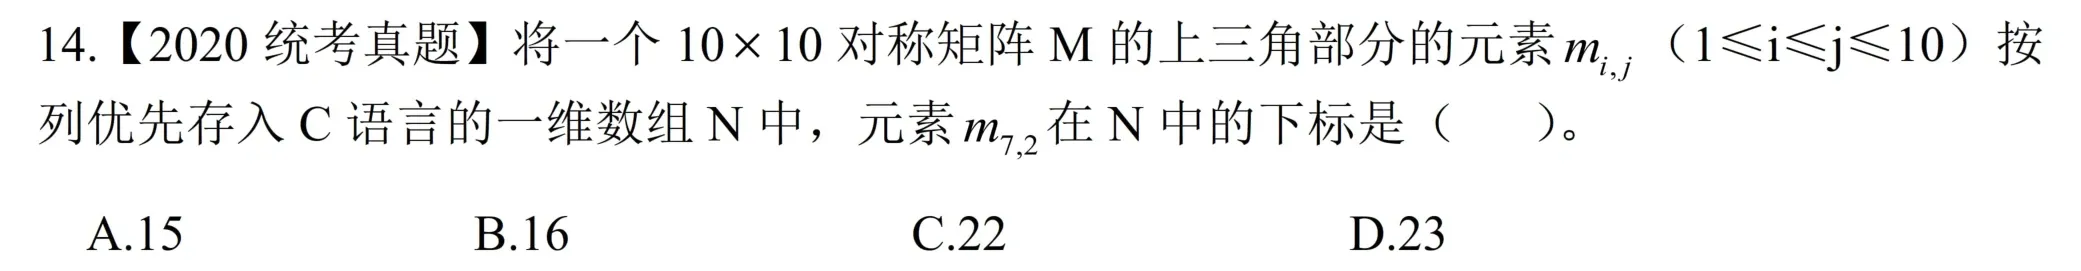 14.【2020 统考真题】将一个 10×10 对称矩阵 M 的上三角部分的元素 m_{i,j}（1≤i≤j≤10）按
列优先存入 C 语言的一维数组 N 中，元素 m_{7,2} 在 N 中的下标是（ ）。
A.15 B.16 C.22 D.23